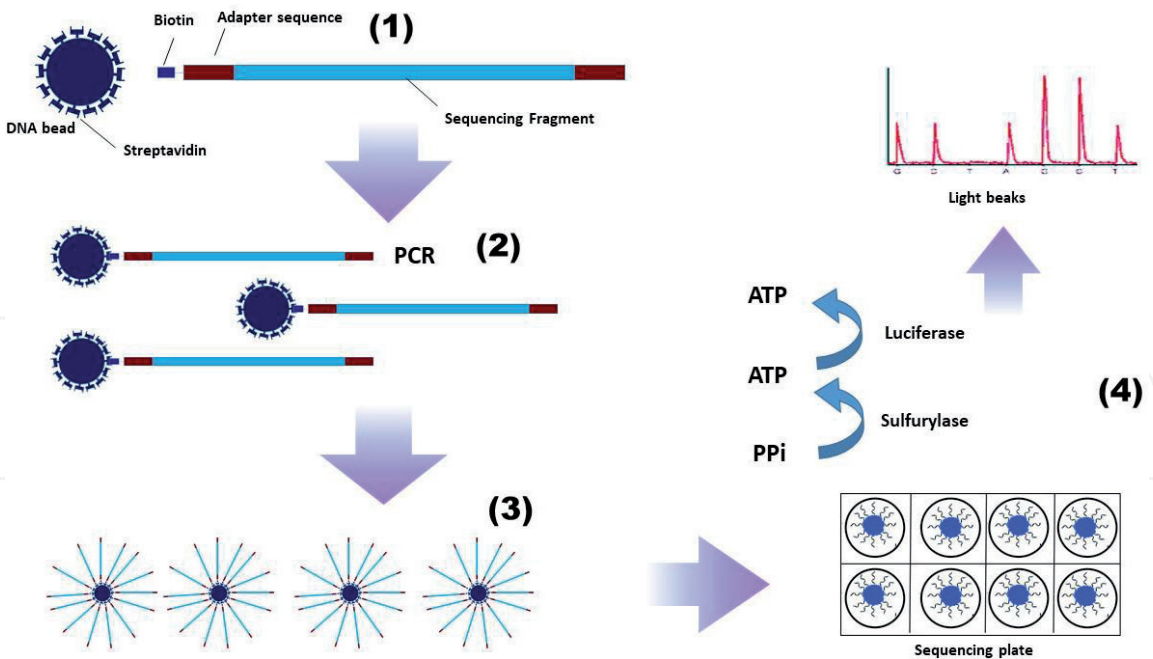 Biotin
Adapter sequence
(1)
DNA bead
Streptavidin
Sequencing Fragment
PCR
(2)
(3)
Sequencing plate
(4)
PPi
Sulfurylase
ATP
Luciferase
ATP
Light beaks
T A
T